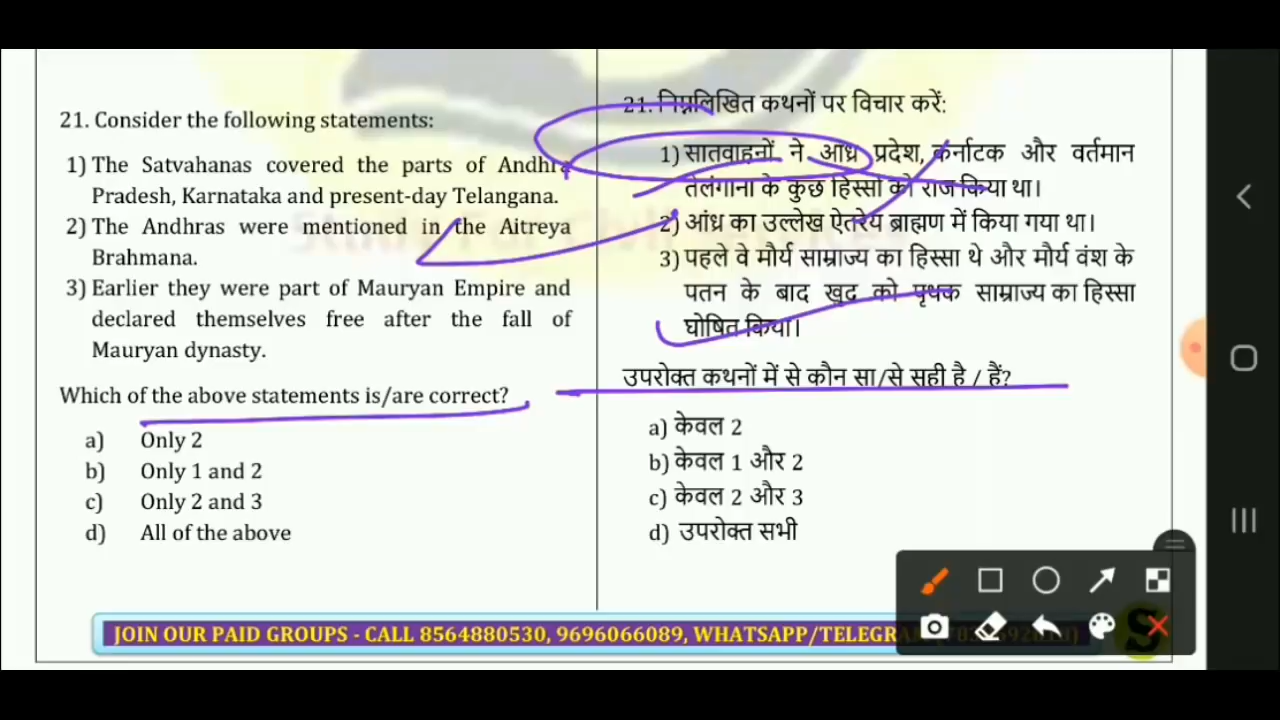 21. Consider the following statements:
1) The Satvahanas covered the parts of Andhra
Pradesh, Karnataka and present-day Telangana.
2) The Andhras were mentioned in the Aitreya
Brahmana.
3) Earlier they were part of Mauryan Empire and
declared themselves free after the fall of
Mauryan dynasty.
Which of the above statements is/are correct?
a) Only 2
b) Only 1 and 2
c) Only 2 and 3
d) All of the above
21. निम्नलिखित कथनों पर विचार करें:
1) सातवाहनों ने आंध्र प्रदेश, कर्नाटक और वर्तमान
तेलंगाना के कुछ हिस्सों को राज किया था।
2) आंध्र का उल्लेख ऐतरेय ब्राह्मण में किया गया था।
3) पहले वे मौर्य साम्राज्य का हिस्सा थे और मौर्य वंश के
पतन के बाद खुद को पृथक साम्राज्य का हिस्सा
घोषित किया।
उपरोक्त कथनों में से कौन सा/से सही है / हैं?
a) केवल 2
b) केवल 1 और 2
c) केवल 2 और 3
d) उपरोक्त सभी
JOIN OUR PAID GROUPS - CALL 8564880530, 9696066089, WHATSAPP/TELEGRA